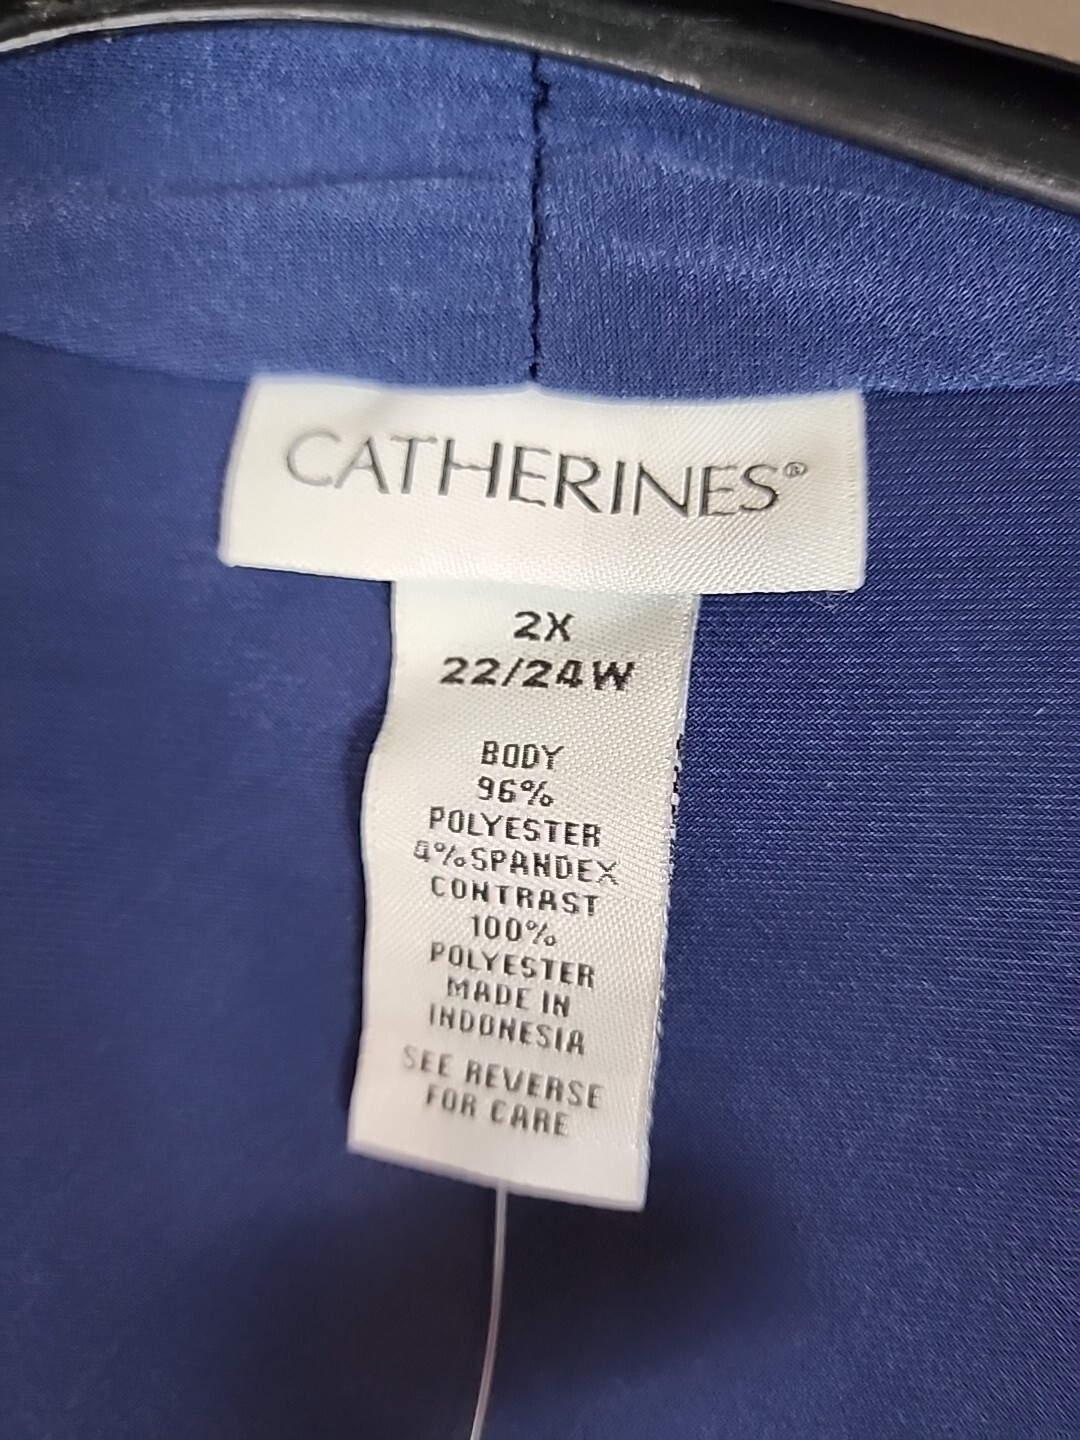 CATHERINES®
2X
22/24W
BODY
96%
POLYESTER
4%SPANDEX
CONTRAST
100%
POLYESTER
MADE IN
INDONESIA
SEE REVERSE
FOR CARE